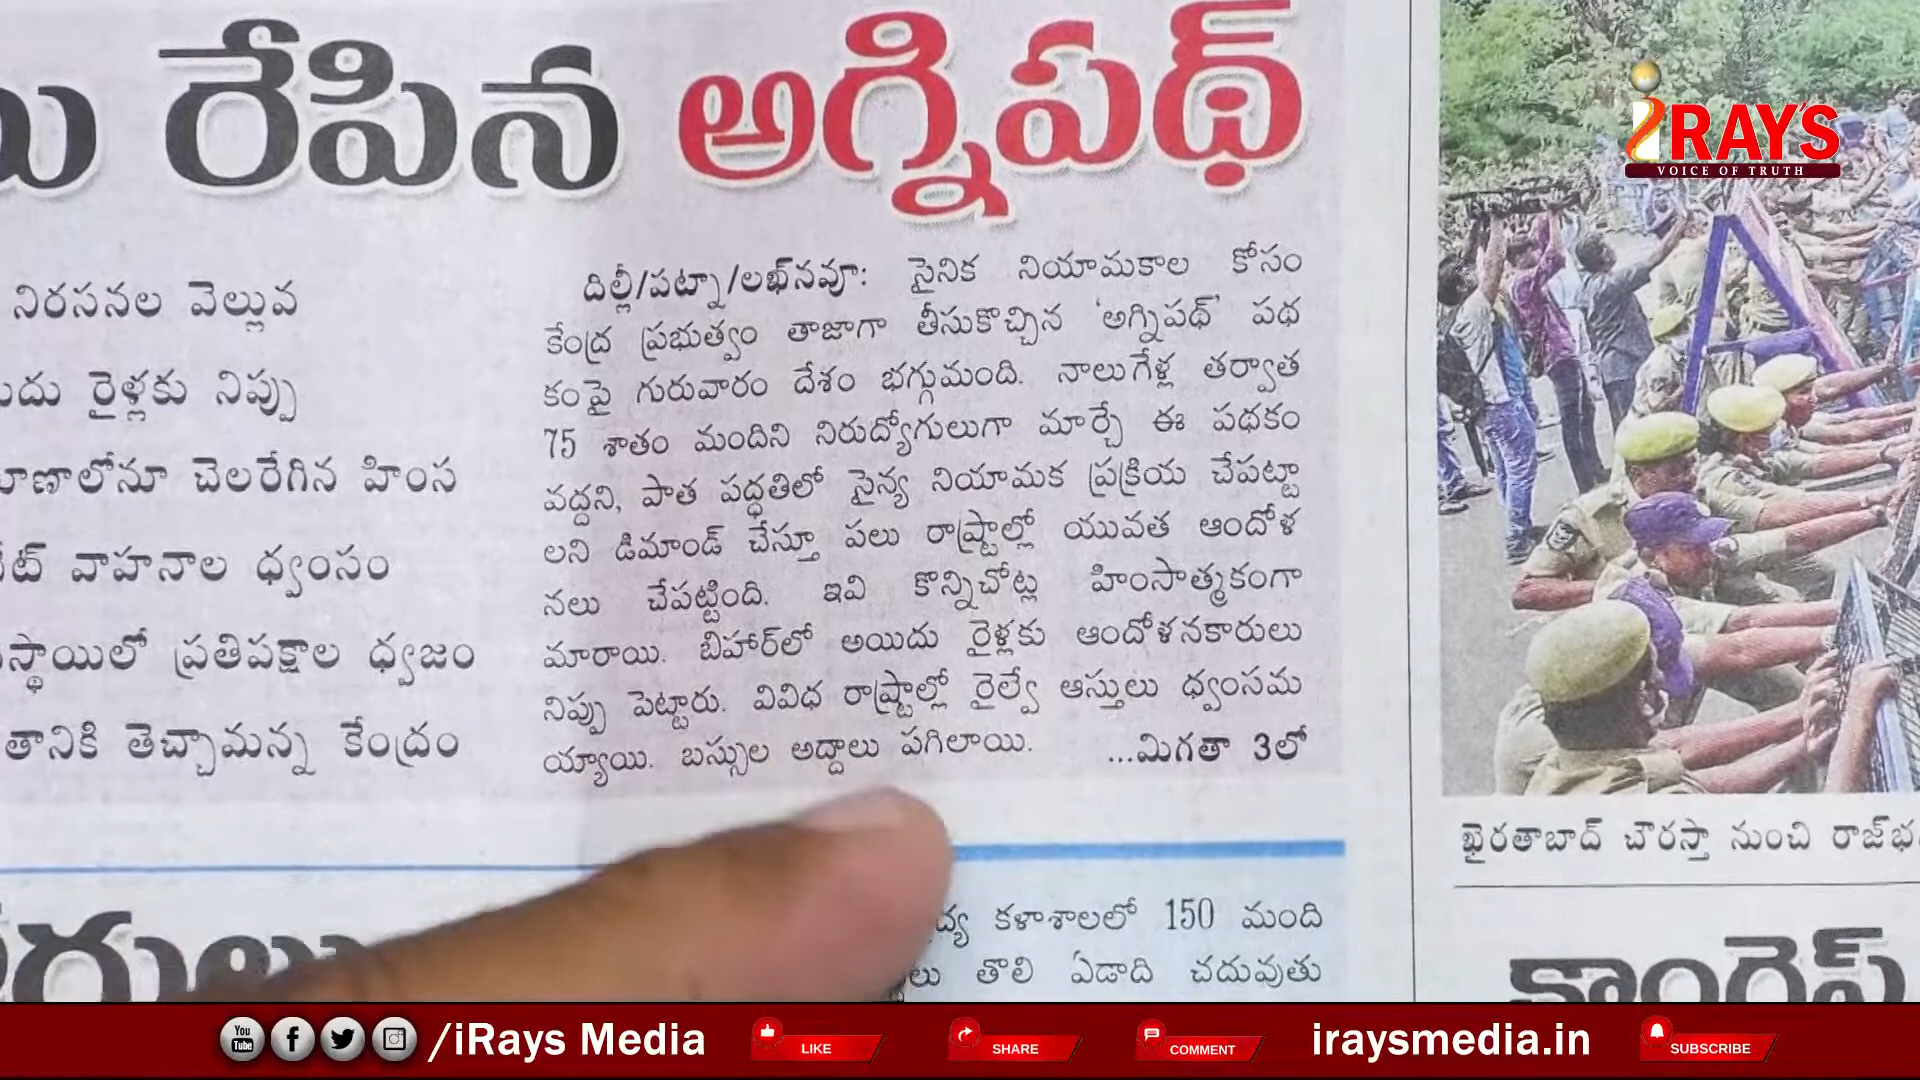 రేపిన అగ్నిపథ్
నిరసనల వెల్లువ
రైళ్లకు నిప్పు
చెలరేగిన హింస
వాహనాల ధ్వంసం
ప్రతిపక్షాల ధ్వజం
తెచ్చామన్న కేంద్రం
దిల్లీ/పట్నా/లఖ్‌నవూ: సైనిక నియామకాల కోసం
కేంద్ర ప్రభుత్వం తాజాగా తీసుకొచ్చిన 'అగ్నిపథ్' పథ
కంపై గురువారం దేశం భగ్గుమంది. నాలుగేళ్ల తర్వాత
75 శాతం మందిని నిరుద్యోగులుగా మార్చే ఈ పథకం
వద్దని, పాత పద్ధతిలో సైన్య నియామక ప్రక్రియ చేపట్టా
లని డిమాండ్ చేస్తూ పలు రాష్ట్రాల్లో యువత ఆందోళ
నలు చేపట్టింది. ఇవి కొన్నిచోట్ల హింసాత్మకంగా
మారాయి. బిహార్‌లో అయిదు రైళ్లకు ఆందోళనకారులు
నిప్పు పెట్టారు. వివిధ రాష్ట్రాల్లో రైల్వే ఆస్తులు ధ్వంసమ
య్యాయి. బస్సుల అద్దాలు పగిలాయి. ...మిగతా 3లో
కళాశాలలో 150 మంది
తొలి ఏడాది చదువుతు
iRAY'S
VOICE OF TRUTH
ఖైరతాబాద్ చౌరస్తా నుంచి రాజ్‌భ
కాంగ్రెస్
You Tube /iRays Media LIKE SHARE COMMENT iraysmedia.in SUBSCRIBE